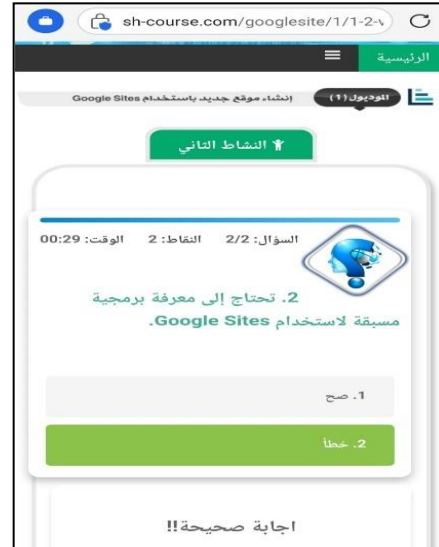 sh-course.com/googlesite/1/1-2-
الرئيسية
الموديول (1)
إنشاء موقع جديد باستخدام Google Sites
النشاط الثاني
السؤال: 2/2 النقاط: 2 الوقت: 00:29
2. تحتاج إلى معرفة برمجية
مسبقة لاستخدام Google Sites.
1. صح
2. خطأ
اجابة صحيحة!!